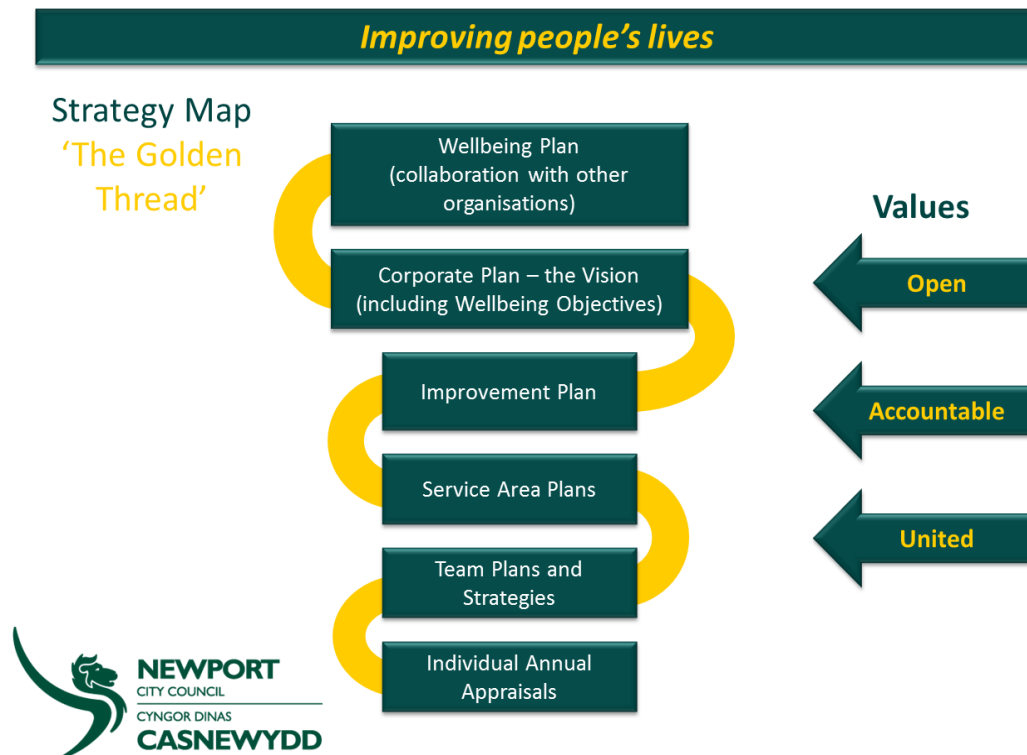 Improving people's lives
Strategy Map
‘The Golden
Thread’
Wellbeing Plan
(collaboration with other
organisations)
Corporate Plan – the Vision
(including Wellbeing Objectives)
Improvement Plan
Service Area Plans
Team Plans and
Strategies
Individual Annual
Appraisals
Values
Open
Accountable
United
NEWPORT
CITY COUNCIL
CYNGOR DINAS
CASNEWYDD